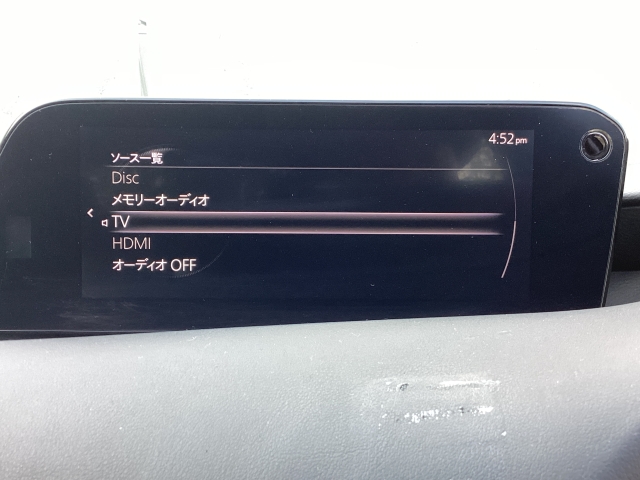 4:52pm
ソース一覧
Disc
メモリーオーディオ
TV
HDMI
オーディオ OFF